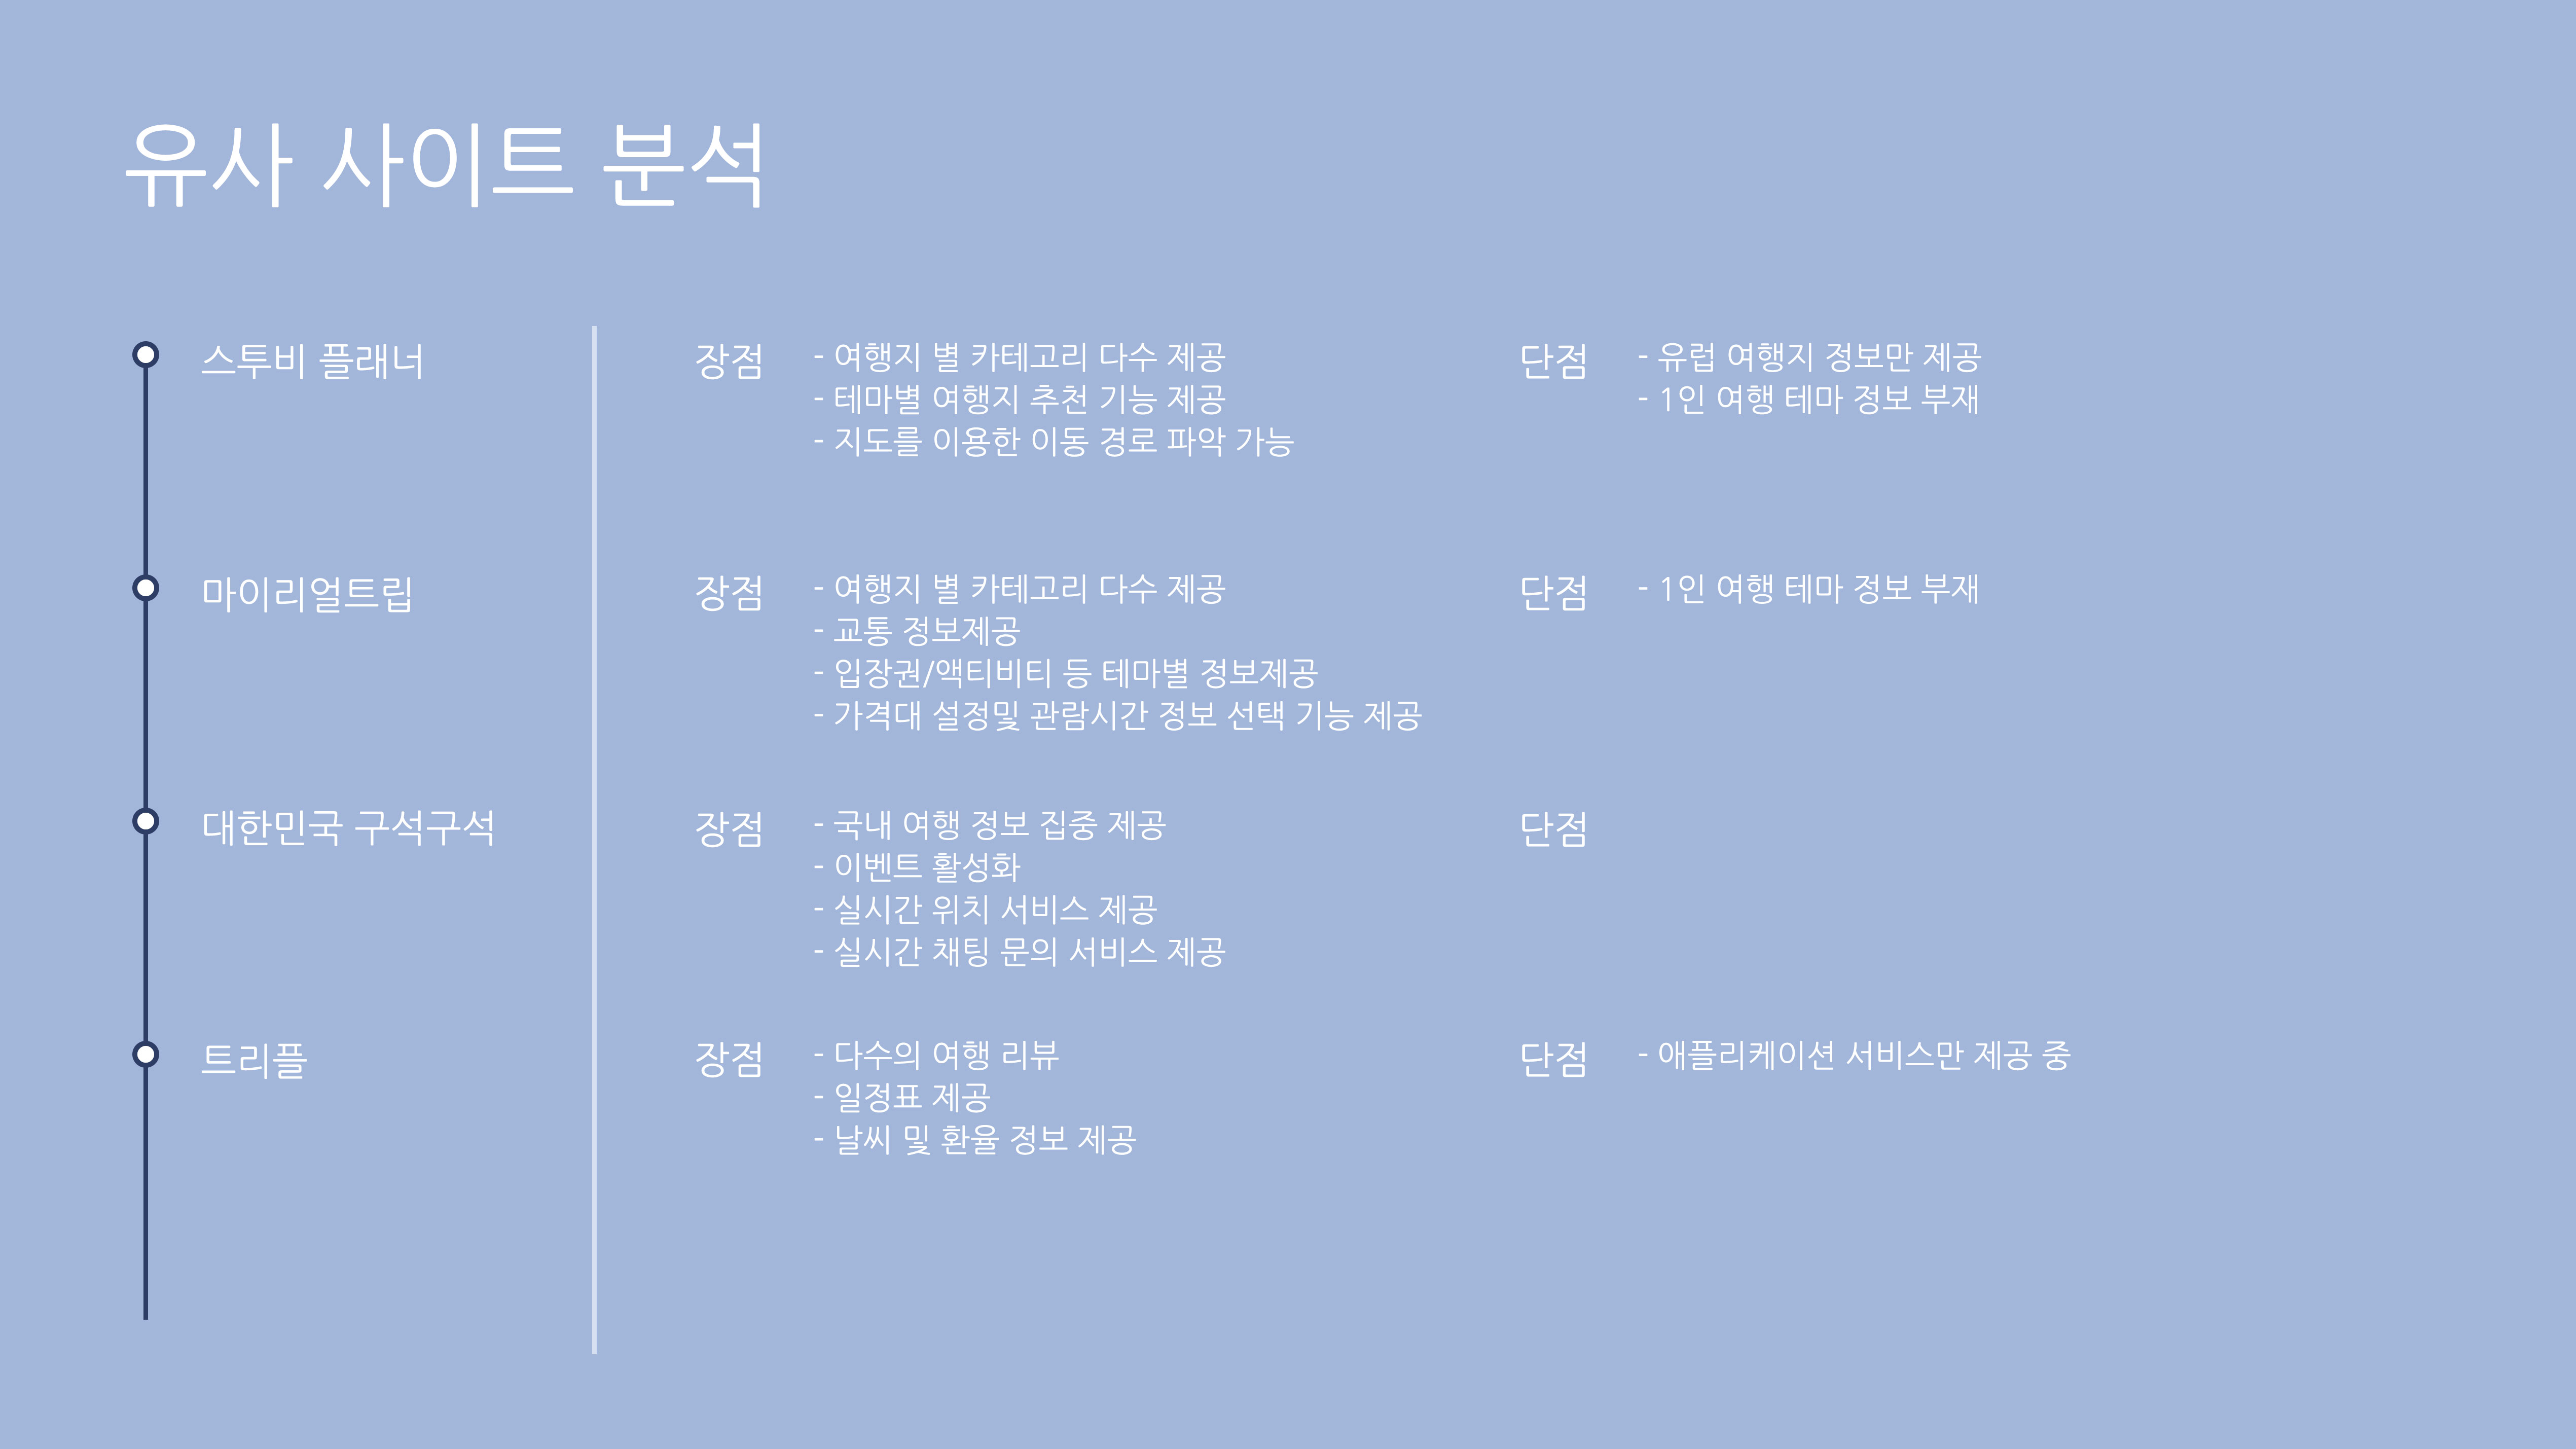 유사 사이트 분석
스투비 플래너
장점
- 여행지 별 카테고리 다수 제공
- 테마별 여행지 추천 기능 제공
- 지도를 이용한 이동 경로 파악 가능
단점
- 유럽 여행지 정보만 제공
- 1인 여행 테마 정보 부재
마이리얼트립
장점
- 여행지 별 카테고리 다수 제공
- 교통 정보제공
- 입장권/액티비티 등 테마별 정보제공
- 가격대 설정및 관람시간 정보 선택 기능 제공
단점
- 1인 여행 테마 정보 부재
대한민국 구석구석
장점
- 국내 여행 정보 집중 제공
- 이벤트 활성화
- 실시간 위치 서비스 제공
- 실시간 채팅 문의 서비스 제공
단점
트리플
장점
- 다수의 여행 리뷰
- 일정표 제공
- 날씨 및 환율 정보 제공
단점
- 애플리케이션 서비스만 제공 중